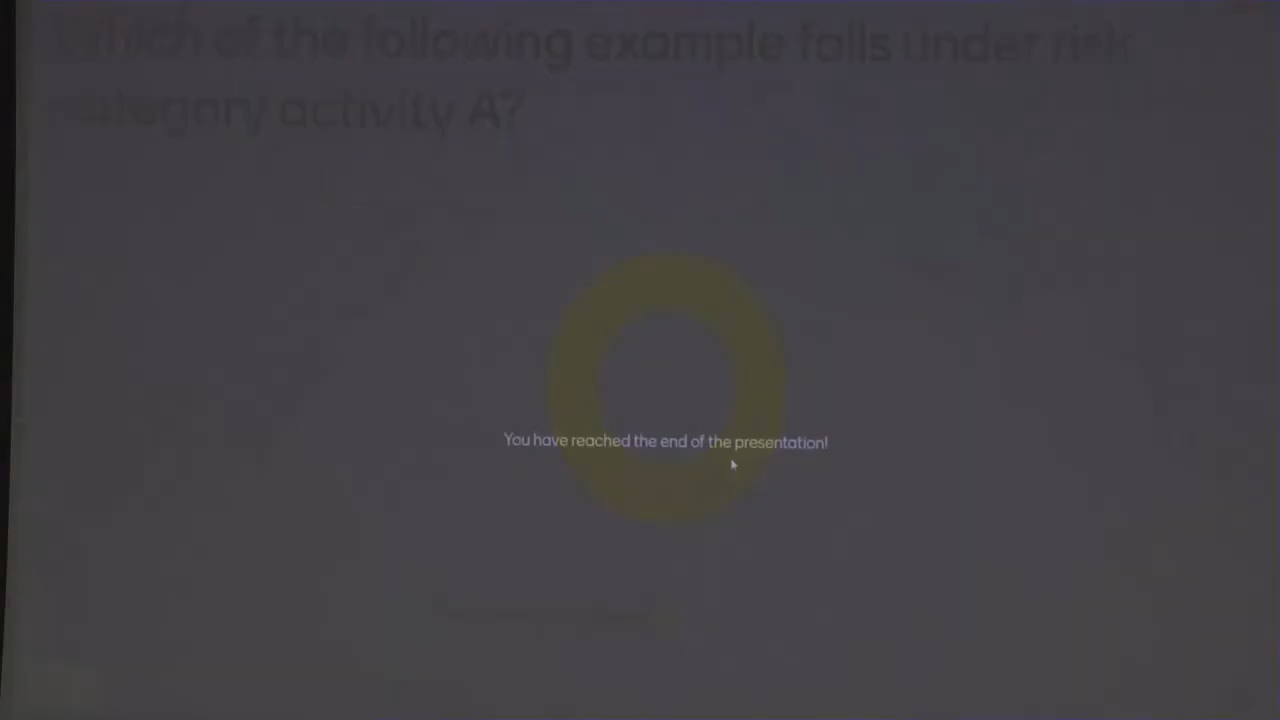 Which of the following example falls under risk
category activity A?
You have reached the end of the presentation!